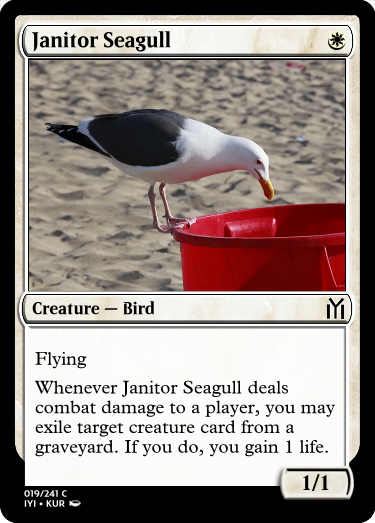 Janitor Seagull
Creature — Bird
Flying
Whenever Janitor Seagull deals
combat damage to a player, you may
exile target creature card from a
graveyard. If you do, you gain 1 life.
1/1
019/241 C
IYI • KUR